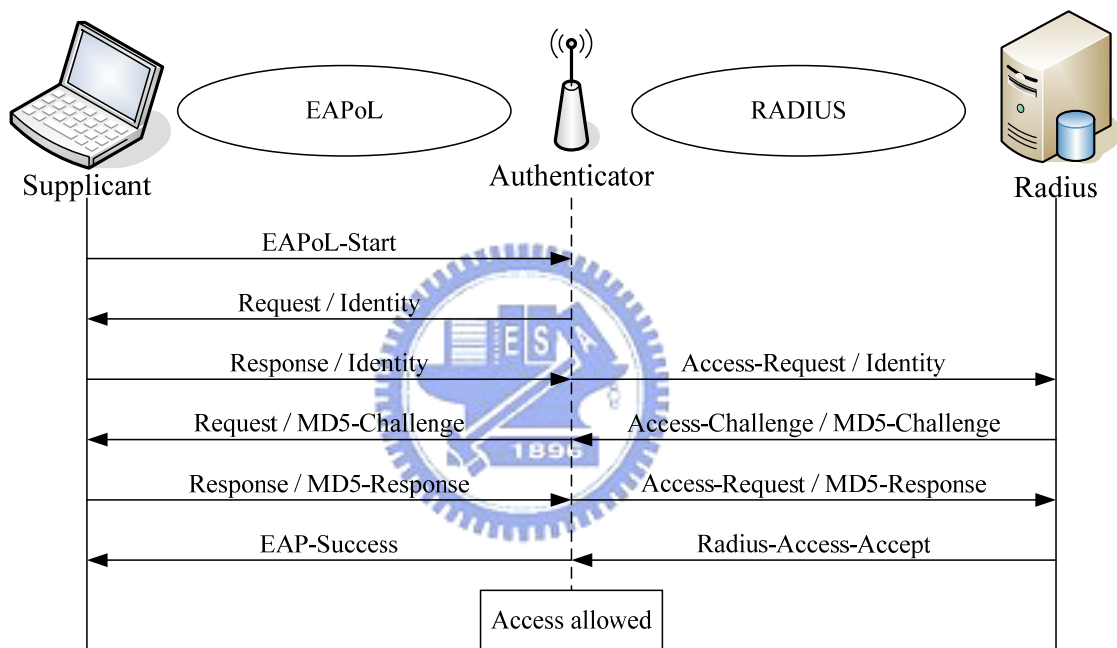 EAPoL
RADIUS
Supplicant
Authenticator
Radius
EAPoL-Start
Request / Identity
Response / Identity
Access-Request / Identity
Request / MD5-Challenge
Access-Challenge / MD5-Challenge
Response / MD5-Response
Access-Request / MD5-Response
EAP-Success
Radius-Access-Accept
Access allowed
E S A
1896